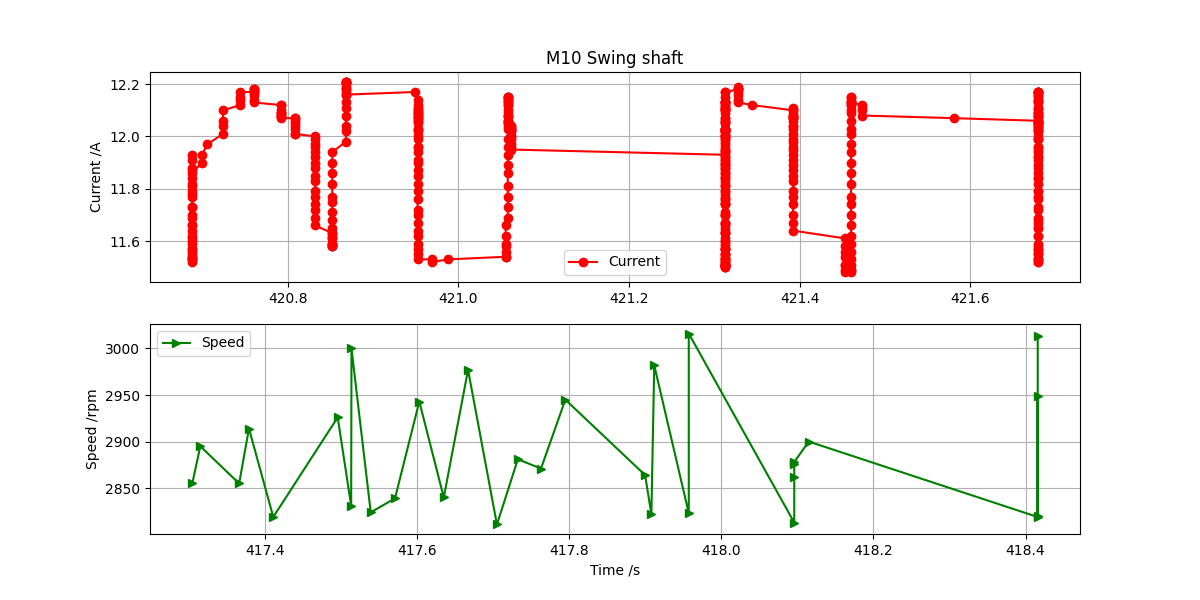 M10 Swing shaft
Current /A
12.2
12.0
11.8
11.6
Current
420.8 421.0 421.2 421.4 421.6
Speed /rpm
3000
2950
2900
2850
Speed
417.4 417.6 417.8 418.0 418.2 418.4
Time /s